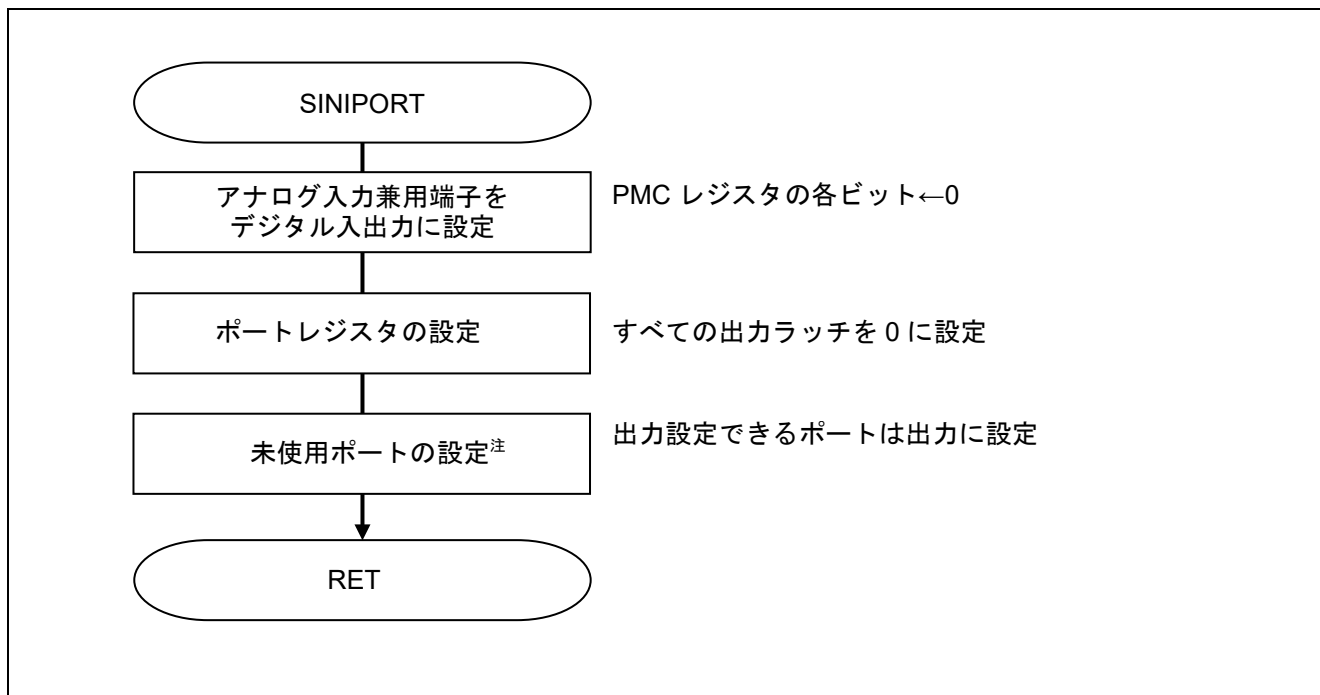 SINIPORT
アナログ入力兼用端子を
デジタル入出力に設定
PMC レジスタの各ビット←0
ポートレジスタの設定
すべての出力ラッチを 0 に設定
未使用ポートの設定注
出力設定できるポートは出力に設定
RET